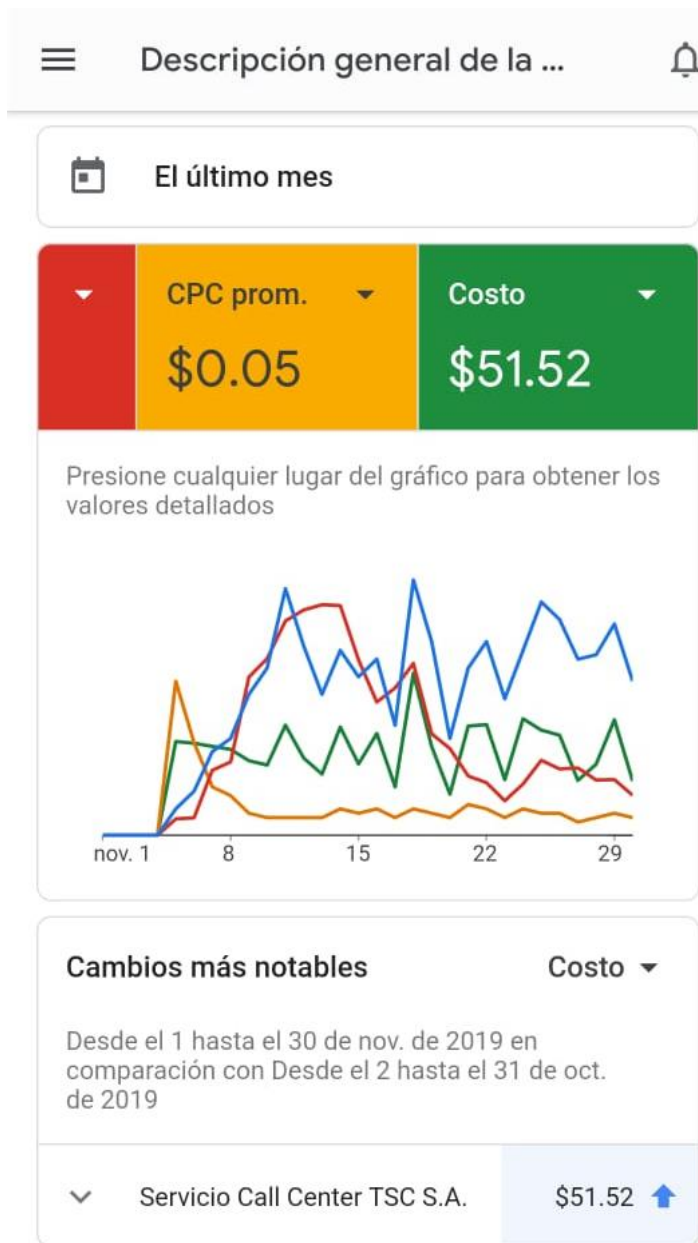 Descripción general de la ...
El último mes
CPC prom.
Costo
$0.05
$51.52
Presione cualquier lugar del gráfico para obtener los
valores detallados
nov. 1
8
15
22
29
Cambios más notables
Costo
Desde el 1 hasta el 30 de nov. de 2019 en
comparación con Desde el 2 hasta el 31 de oct.
de 2019
Servicio Call Center TSC S.A.
$51.52